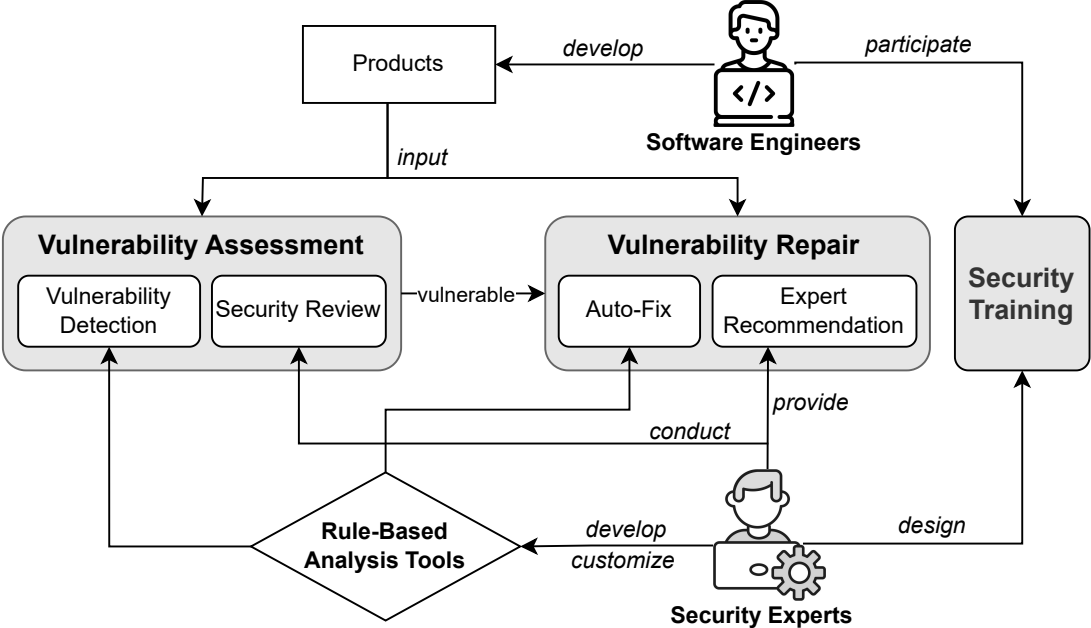 Products
develop
participate
Software Engineers
input
Vulnerability Assessment
Vulnerability
Detection
Security Review
vulnerable
Vulnerability Repair
Auto-Fix
Expert
Recommendation
Security
Training
provide
conduct
Rule-Based
Analysis Tools
develop
customize
design
Security Experts